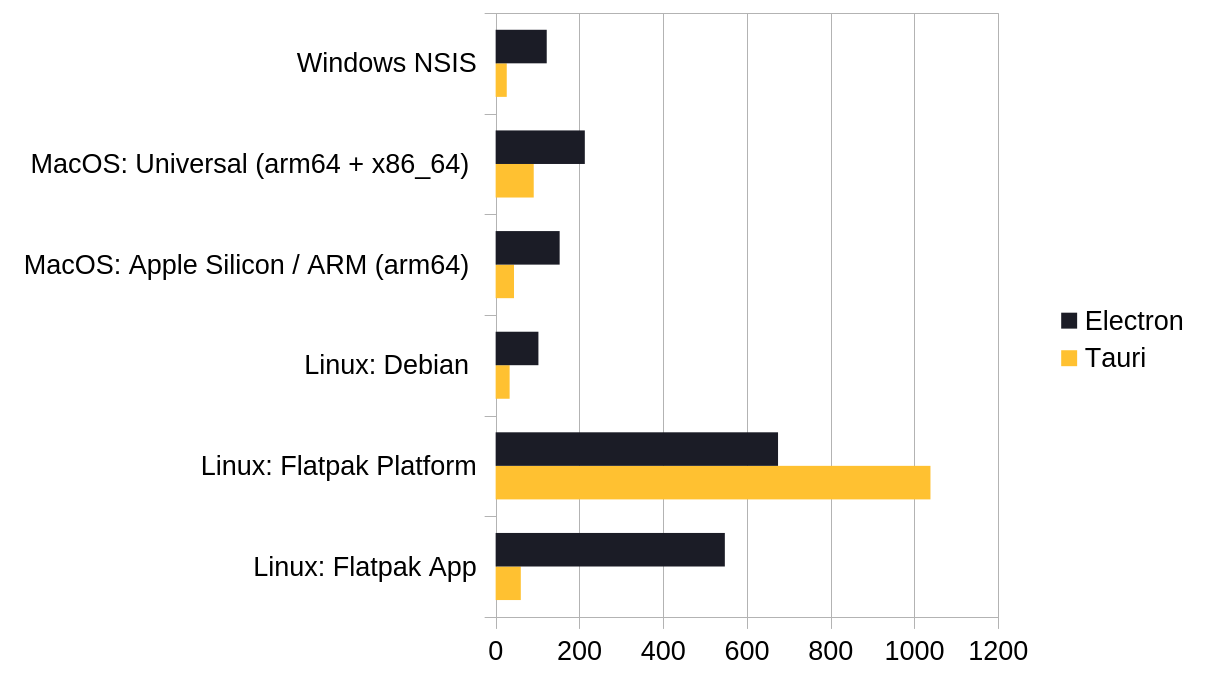 Windows NSIS
MacOS: Universal (arm64 + x86_64)
MacOS: Apple Silicon / ARM (arm64)
Linux: Debian
Linux: Flatpak Platform
Linux: Flatpak App
0 200 400 600 800 1000 1200
Electron
Tauri